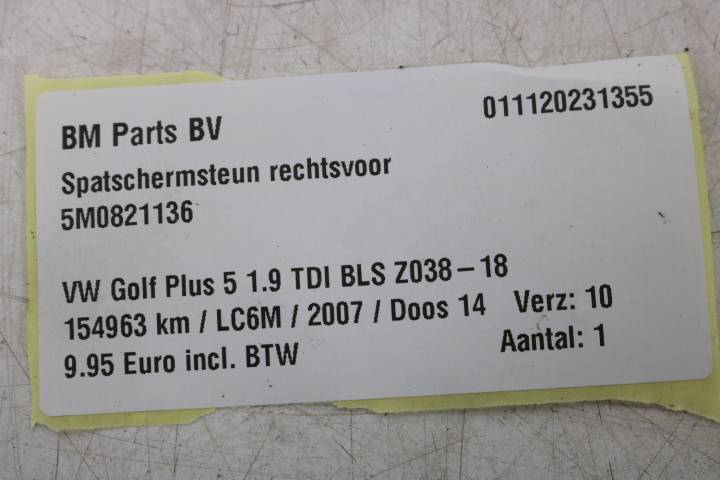 BM Parts BV 011120231355
Spatschermsteun rechtsvoor
5M0821136
VW Golf Plus 5 1.9 TDI BLS Z038 – 18
154963 km / LC6M / 2007 / Doos 14 Verz: 10
9.95 Euro incl. BTW Aantal: 1